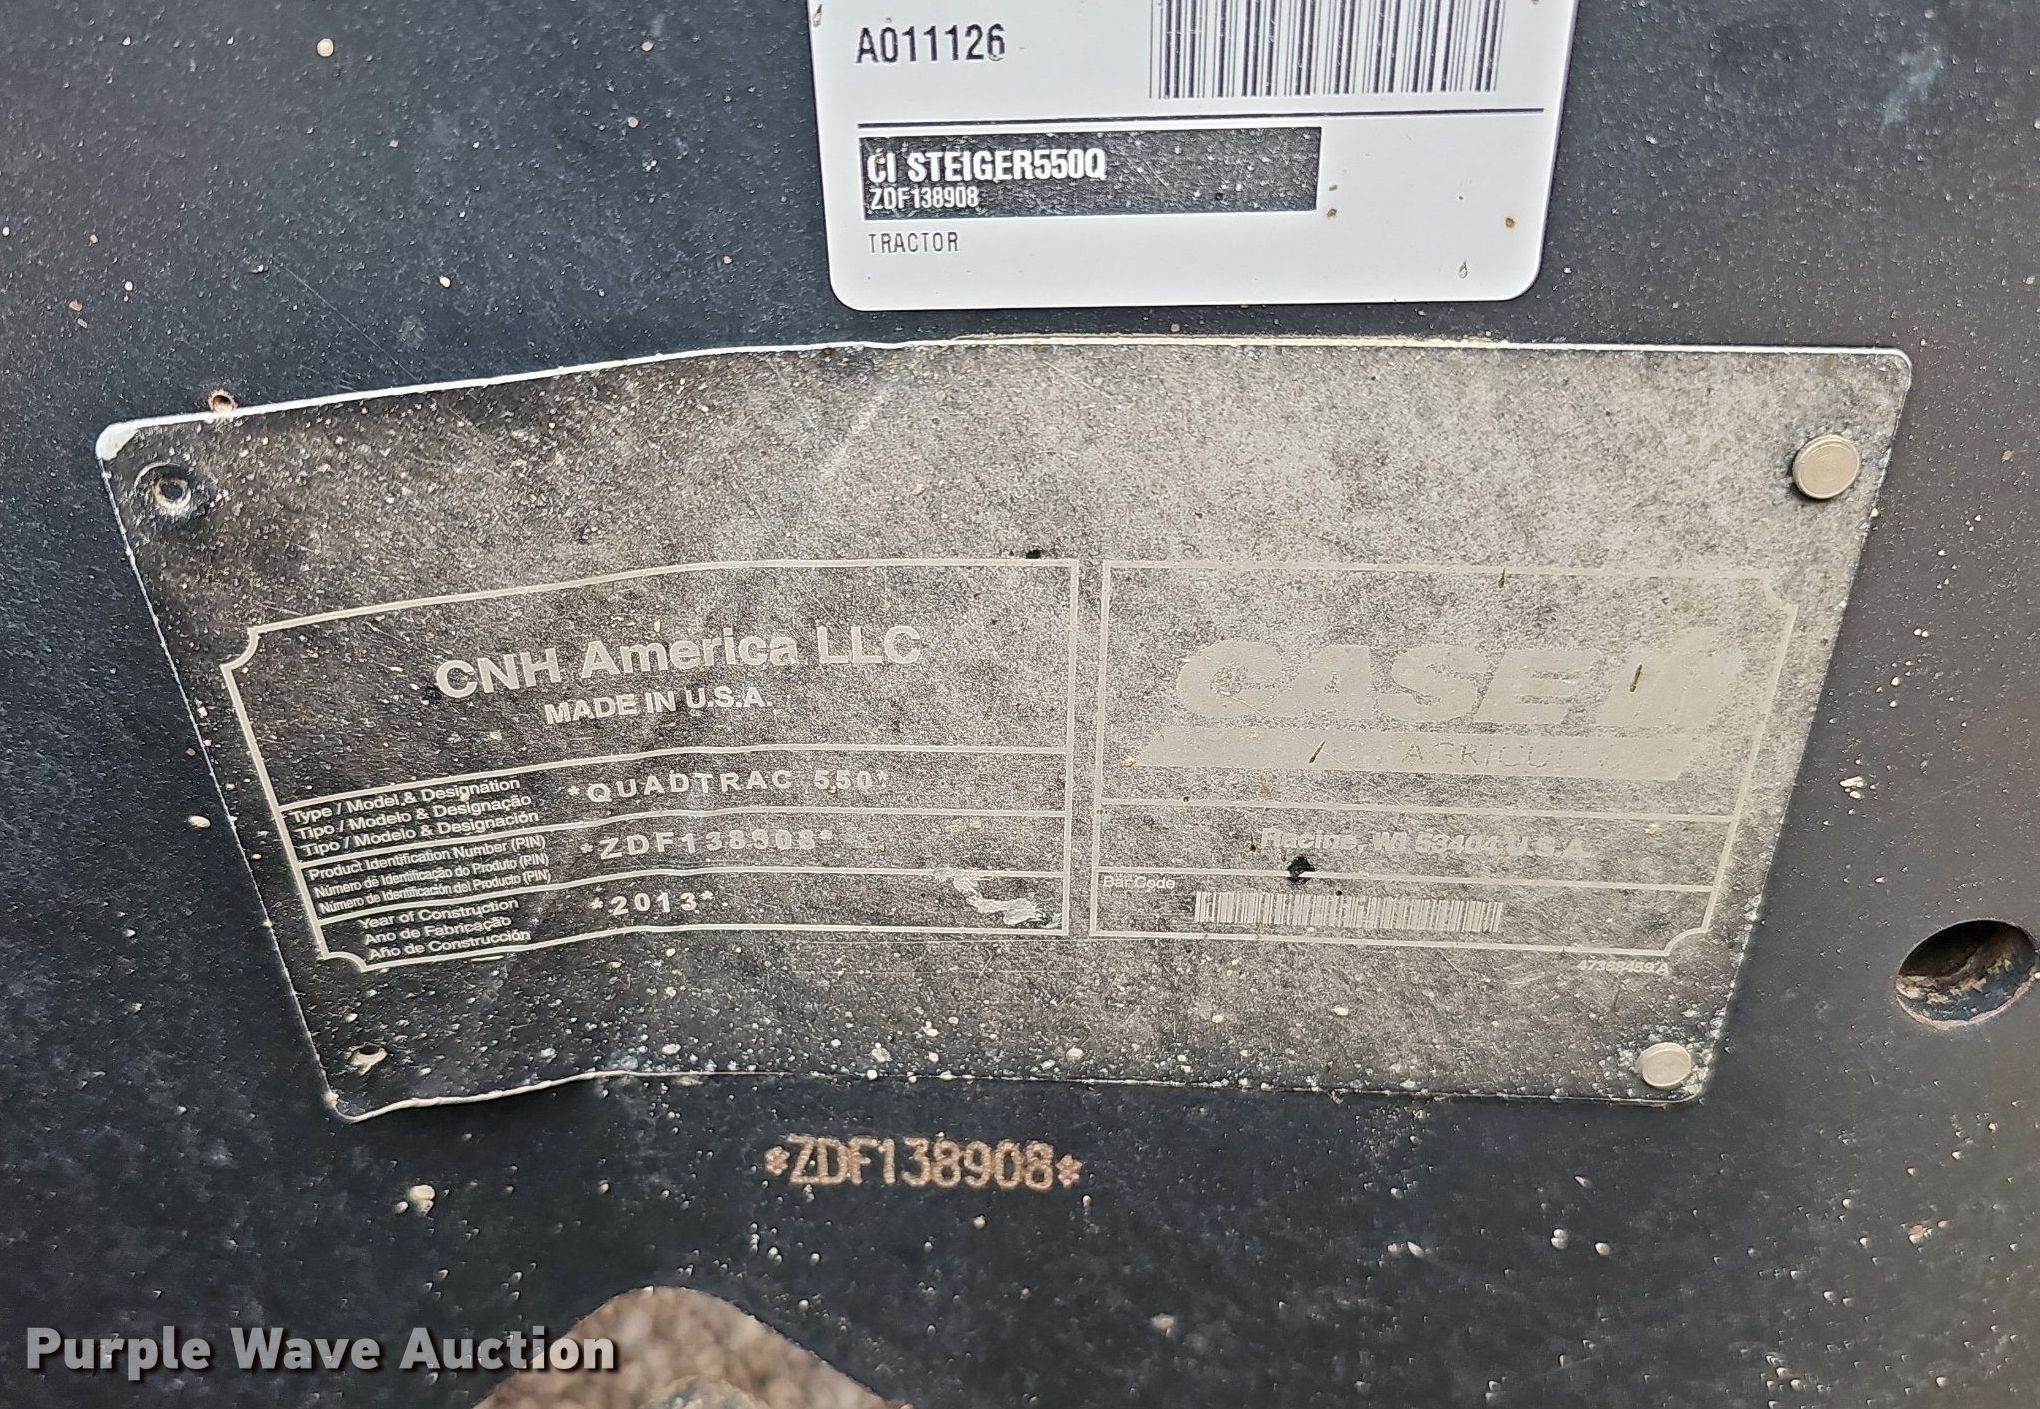 A011126
CI STEIGER550Q
ZDF138908
TRACTOR
CNH America LLC
MADE IN U.S.A.
Type / Model & Designation
Tipo / Modelo & Designação
Tipo / Modelo & Designación
*QUADTRAC 550*
Product Identification Number (PIN)
Número de Identificação do Produto (PIN)
Número de Identificación del Producto (PIN)
*ZDF138908*
Year of Construction
Ano de Fabricação
Año de Construcción
*2013*
CASE IH
AGRICUL
Racine, WI 53404 U.S.A.
Bar Code
*ZDF138908*
Purple Wave Auction